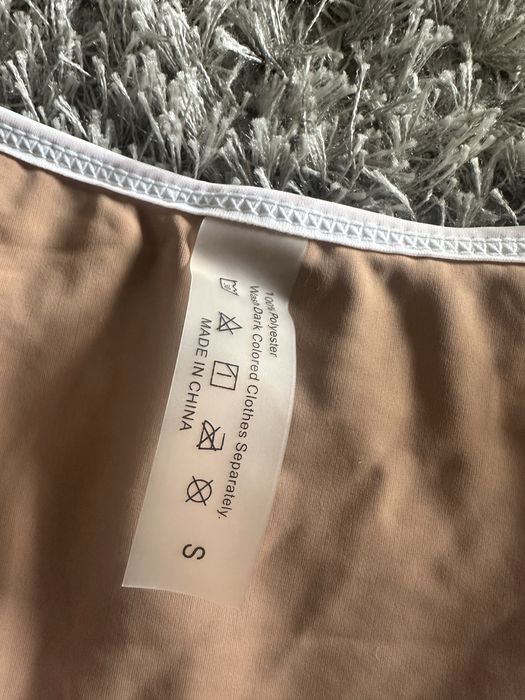 100% Polyester
Wash Dark Colored Clothes Separately.
MADE IN CHINA
S